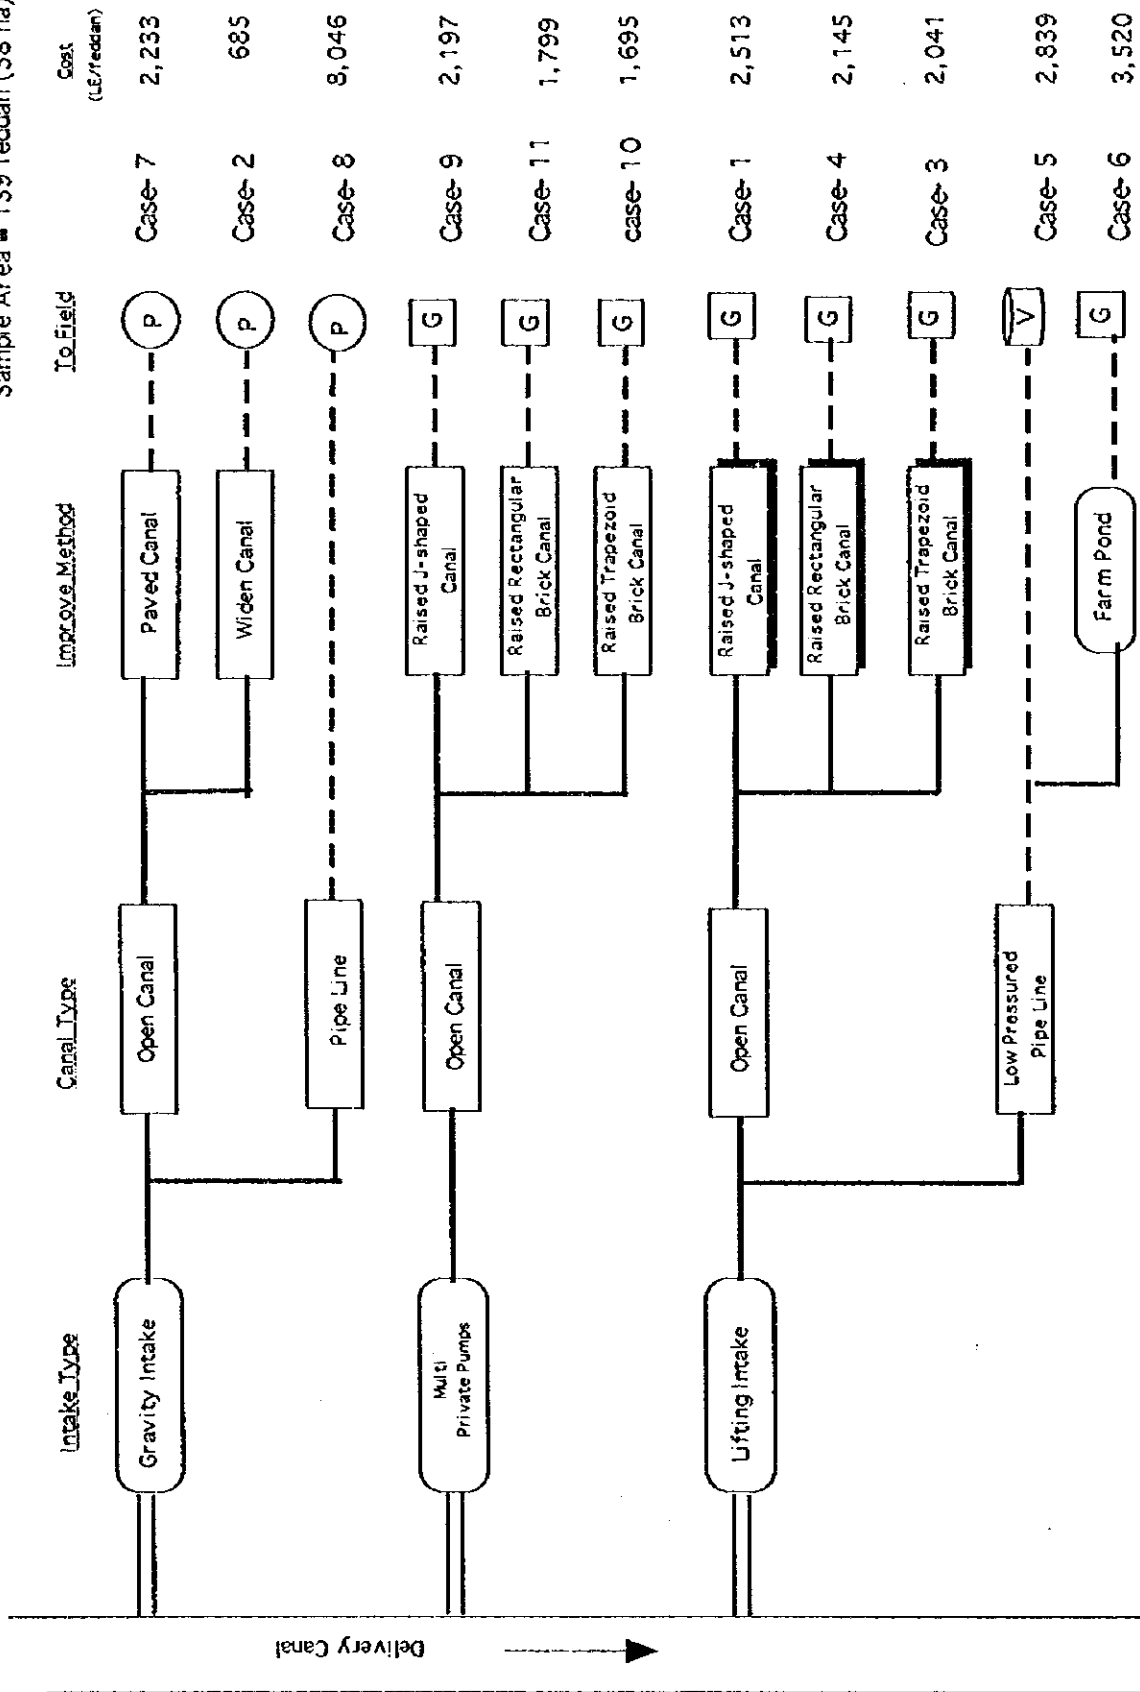 Sample Area = 139 feddan (58 ha)
Intake Type
Canal Type
Improve Method
To Field
Cost
(LE/feddan)
Delivery Canal
Gravity Intake
Open Canal
Paved Canal
P
Case- 7
2,233
Widen Canal
P
Case- 2
685
Pipe Line
P
Case- 8
8,046
Multi
Private Pumps
Open Canal
Raised J-shaped
Canal
G
Case- 9
2,197
Raised Rectangular
Brick Canal
G
Case- 11
1,799
Raised Trapezoid
Brick Canal
G
case- 10
1,695
Lifting Intake
Open Canal
Raised J-shaped
Canal
G
Case- 1
2,513
Raised Rectangular
Brick Canal
G
Case- 4
2,145
Raised Trapezoid
Brick Canal
G
Case- 3
2,041
Low Pressured
Pipe Line
V
Case- 5
2,839
Farm Pond
G
Case- 6
3,520